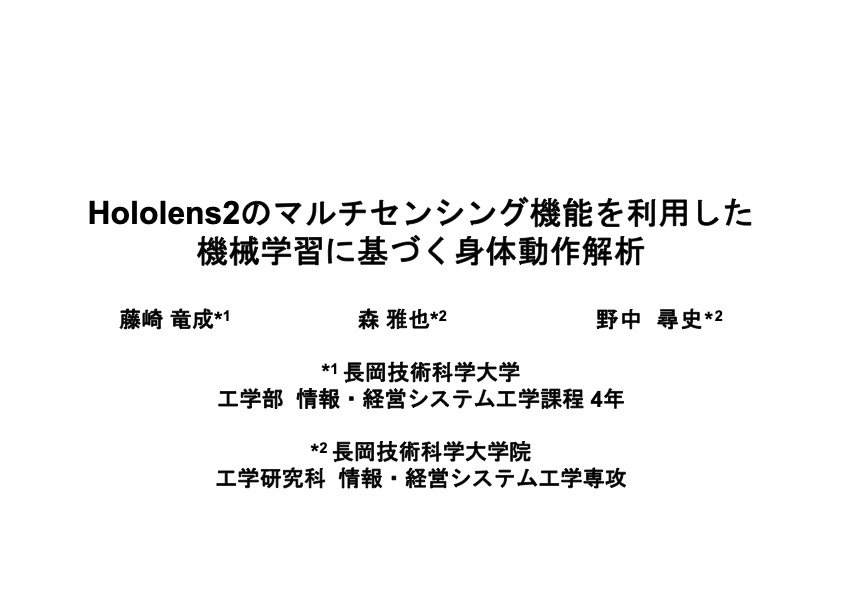 Hololens2のマルチセンシング機能を利用した
機械学習に基づく身体動作解析
藤崎 竜成*1 森 雅也*2 野中 尋史*2
*1 長岡技術科学大学
工学部 情報・経営システム工学課程 4年
*2 長岡技術科学大学院
工学研究科 情報・経営システム工学専攻